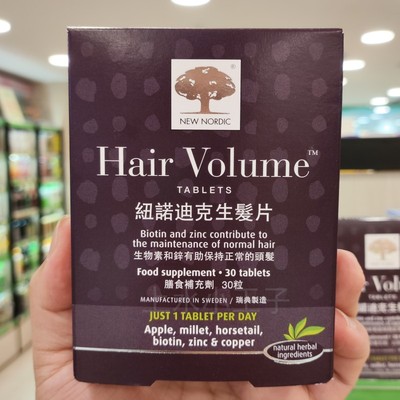 NEW NORDIC®
Hair Volume™
TABLETS
紐諾迪克生髮片
Biotin and zinc contribute to
the maintenance of normal hair
生物素和鋅有助保持正常的頭髮
Food supplement • 30 tablets
膳食補充劑 30粒
MANUFACTURED IN SWEDEN / 瑞典製造
JUST 1 TABLET PER DAY
Apple, millet, horsetail,
biotin, zinc & copper
natural herbal
ingredients